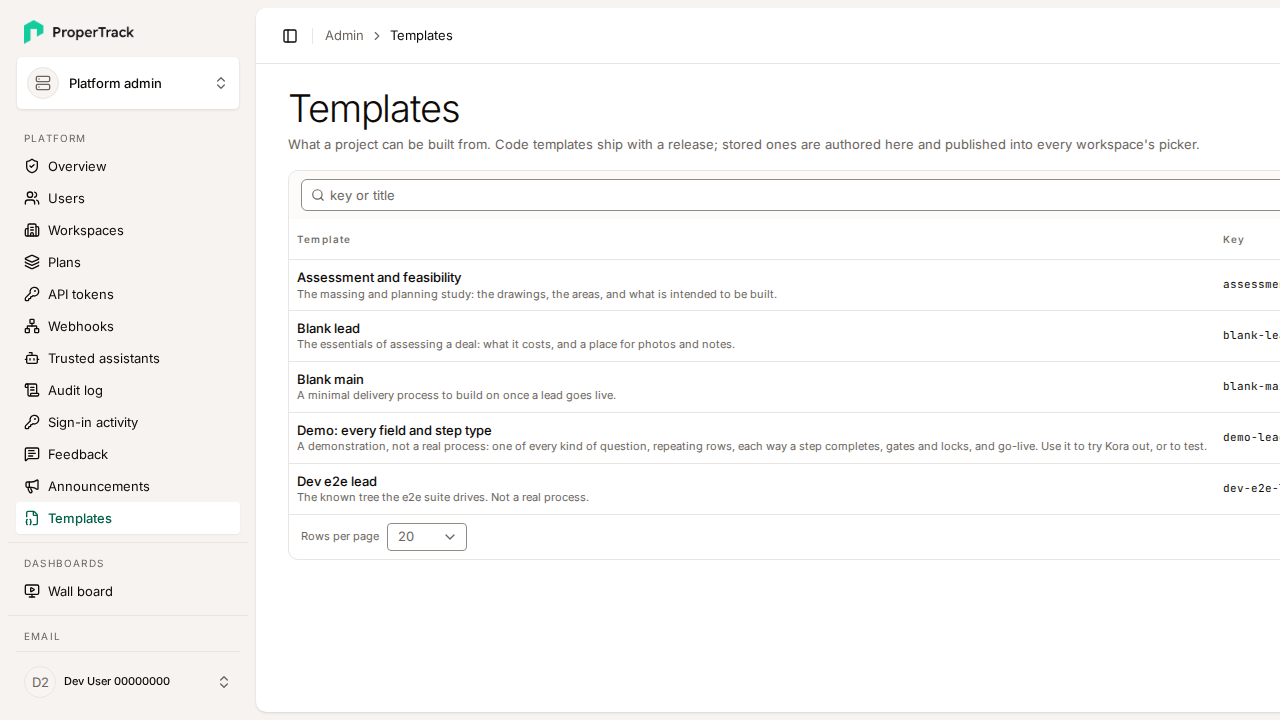 ProperTrack
Platform admin
PLATFORM
Overview
Users
Workspaces
Plans
API tokens
Webhooks
Trusted assistants
Audit log
Sign-in activity
Feedback
Announcements
Templates
DASHBOARDS
Wall board
EMAIL
D2 Dev User 00000000
Admin > Templates
Templates
What a project can be built from. Code templates ship with a release; stored ones are authored here and published into every workspace's picker.
key or title
Template Key
Assessment and feasibility
The massing and planning study: the drawings, the areas, and what is intended to be built.
Blank lead
The essentials of assessing a deal: what it costs, and a place for photos and notes.
blank-le
Blank main
A minimal delivery process to build on once a lead goes live.
blank-ma
Demo: every field and step type
A demonstration, not a real process: one of every kind of question, repeating rows, each way a step completes, gates and locks, and go-live. Use it to try Kora out, or to test.
Dev e2e lead
The known tree the e2e suite drives. Not a real process.
dev-e2e-
Rows per page 20